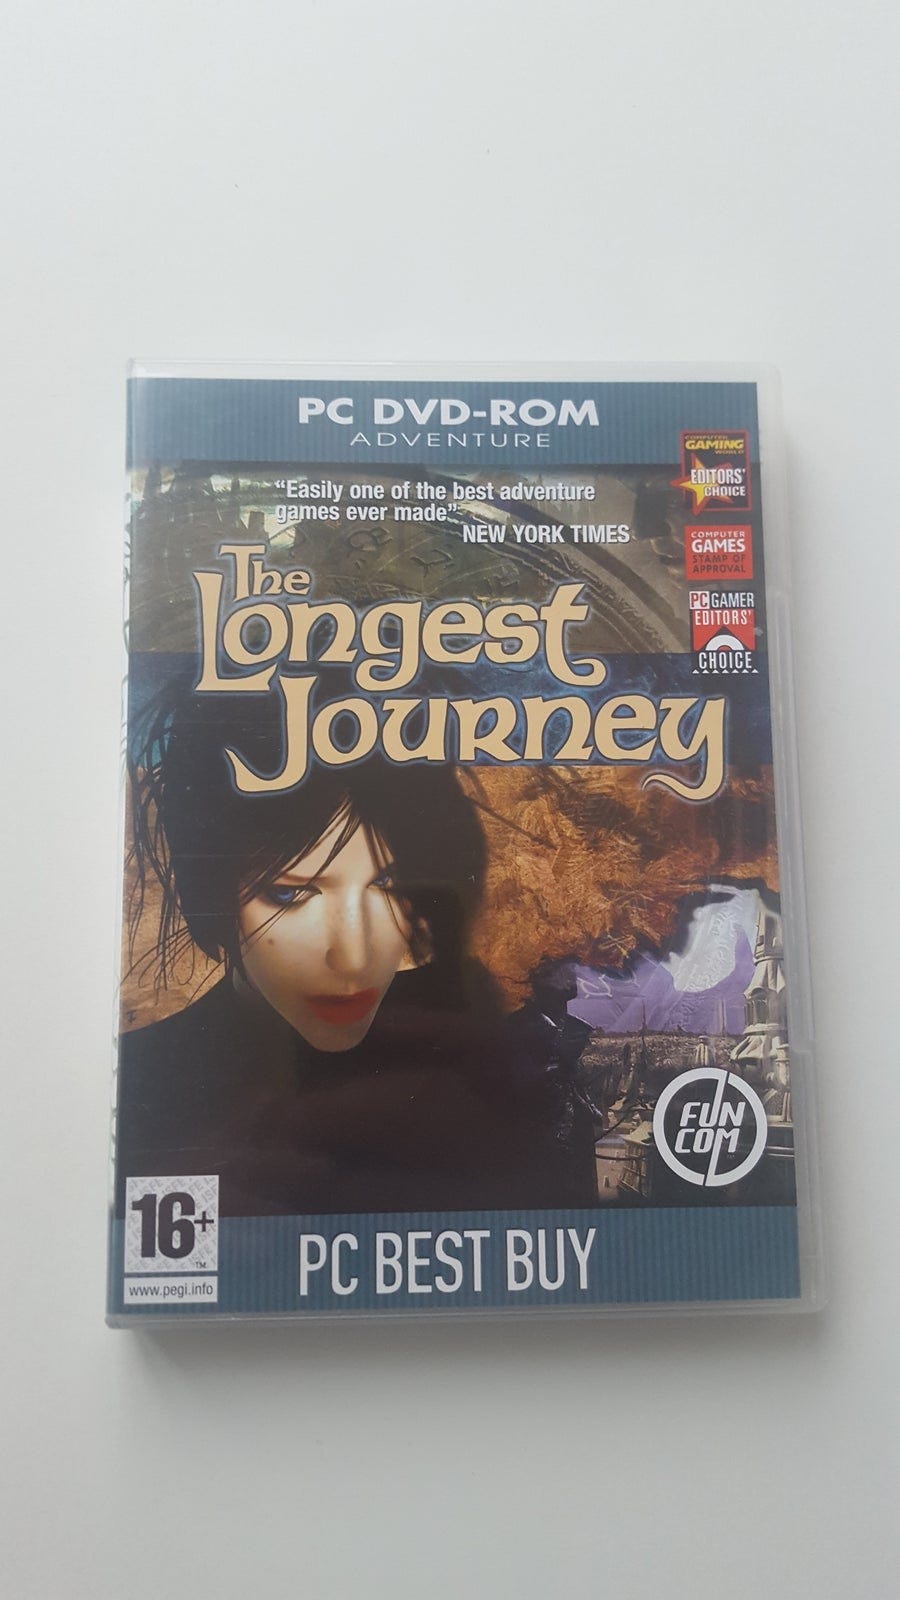 PC DVD-ROM
ADVENTURE
COMPUTER
GAMING
WORLD
EDITORS'
CHOICE
"Easily one of the best adventure
games ever made"
NEW YORK TIMES
COMPUTER
GAMES
STAMP OF
APPROVAL
PC GAMER
EDITORS'
CHOICE
The
Longest
Journey
FUN
COM
16+
TM
www.pegi.info
PC BEST BUY